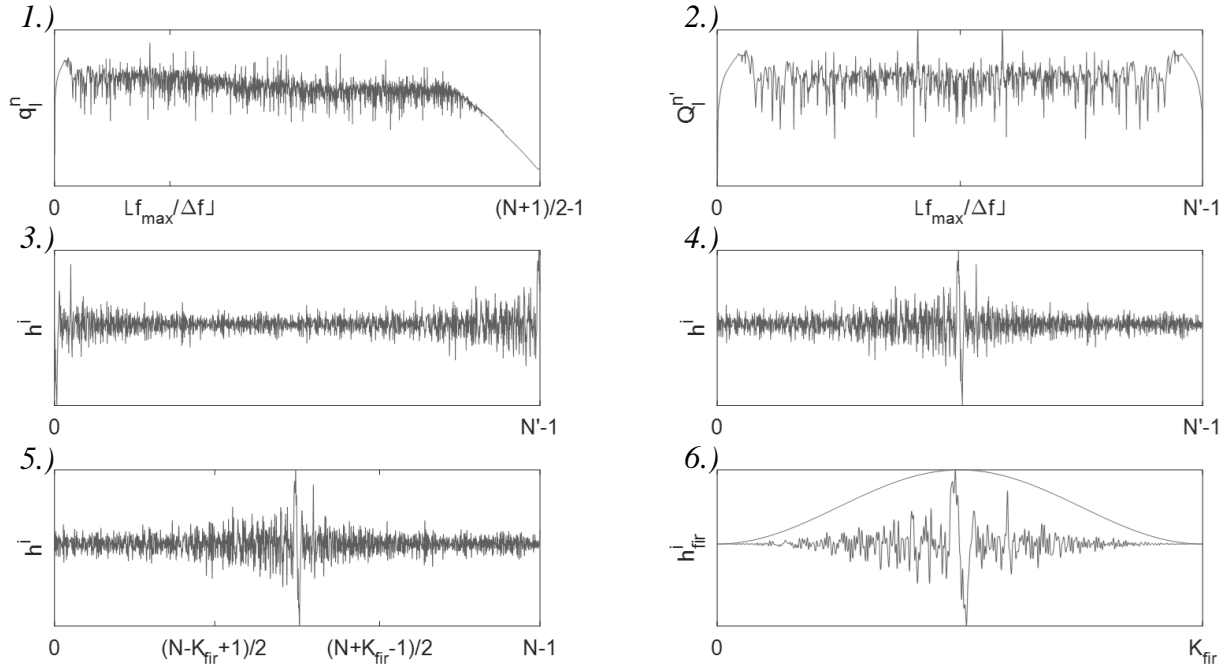 1.)
q_l^n
0 ⌊f_max/Δf⌋ (N+1)/2-1
2.)
Q_l^n'
0 ⌊f_max/Δf⌋ N'-1
3.)
h^i
0 N'-1
4.)
h^i
0 N'-1
5.)
h^i
0 (N-K_fir+1)/2 (N+K_fir-1)/2 N-1
6.)
h_fir^i
0 K_fir